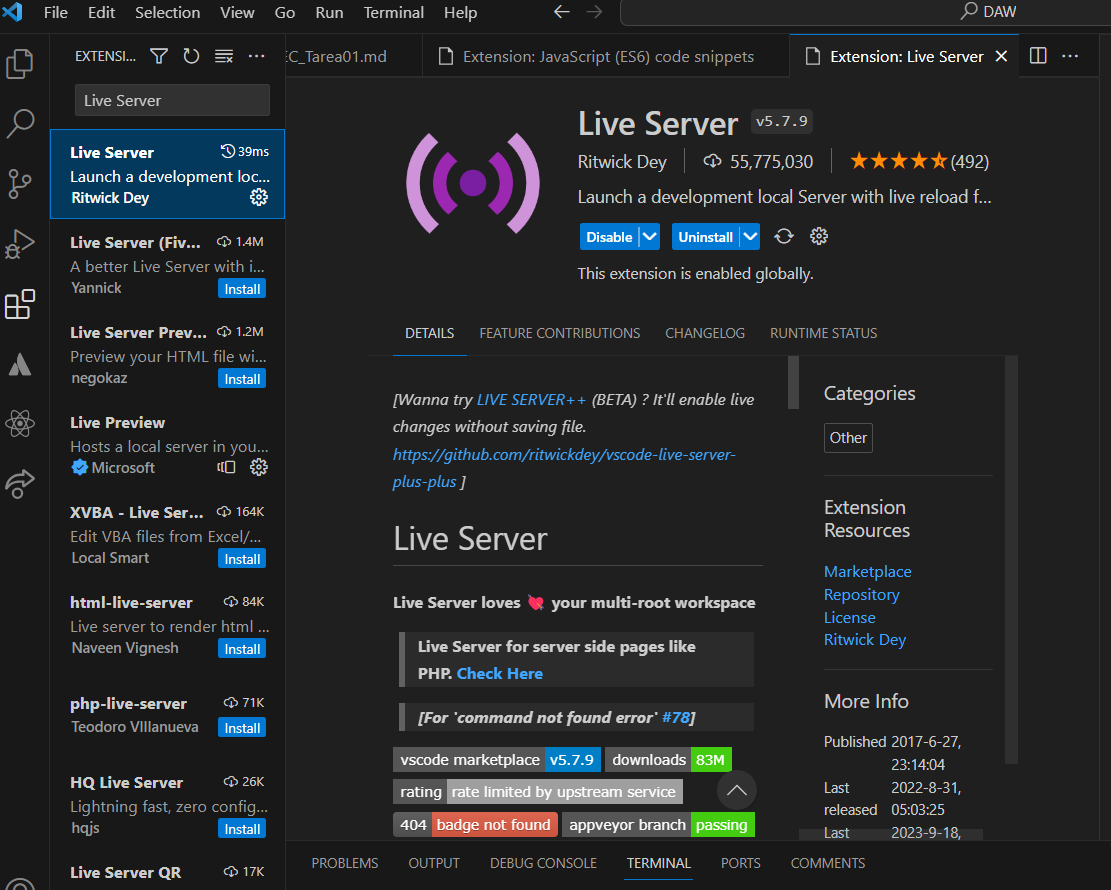 File Edit Selection View Go Run Terminal Help
DAW
EXTENSI...
EC_Tarea01.md
Extension: JavaScript (ES6) code snippets
Extension: Live Server
Live Server
Live Server 39ms
Launch a development loc...
Ritwick Dey
Live Server (Fiv... 1.4M
A better Live Server with i...
Yannick Install
Live Server Prev... 1.2M
Preview your HTML file wi...
negokaz Install
Live Preview
Hosts a local server in you...
Microsoft
XVBA - Live Ser... 164K
Edit VBA files from Excel/...
Local Smart Install
html-live-server 84K
Live server to render html ...
Naveen Vignesh Install
php-live-server 71K
Teodoro VIllanueva Install
HQ Live Server 26K
Lightning fast, zero config...
hqjs Install
Live Server QR 17K
Live Server v5.7.9
Ritwick Dey 55,775,030 (492)
Launch a development local Server with live reload f...
Disable Uninstall
This extension is enabled globally.
DETAILS FEATURE CONTRIBUTIONS CHANGELOG RUNTIME STATUS
[Wanna try LIVE SERVER++ (BETA) ? It'll enable live
changes without saving file.
https://github.com/ritwickdey/vscode-live-server-
plus-plus ]
Live Server
Live Server loves 💘 your multi-root workspace
Live Server for server side pages like
PHP. Check Here
[For `command not found error` #78]
vscode marketplace v5.7.9 downloads 83M
rating rate limited by upstream service
404 badge not found appveyor branch passing
Categories
Other
Extension
Resources
Marketplace
Repository
License
Ritwick Dey
More Info
Published 2017-6-27,
23:14:04
Last 2022-8-31,
released 05:03:25
Last 2023-9-18,
PROBLEMS OUTPUT DEBUG CONSOLE TERMINAL PORTS COMMENTS